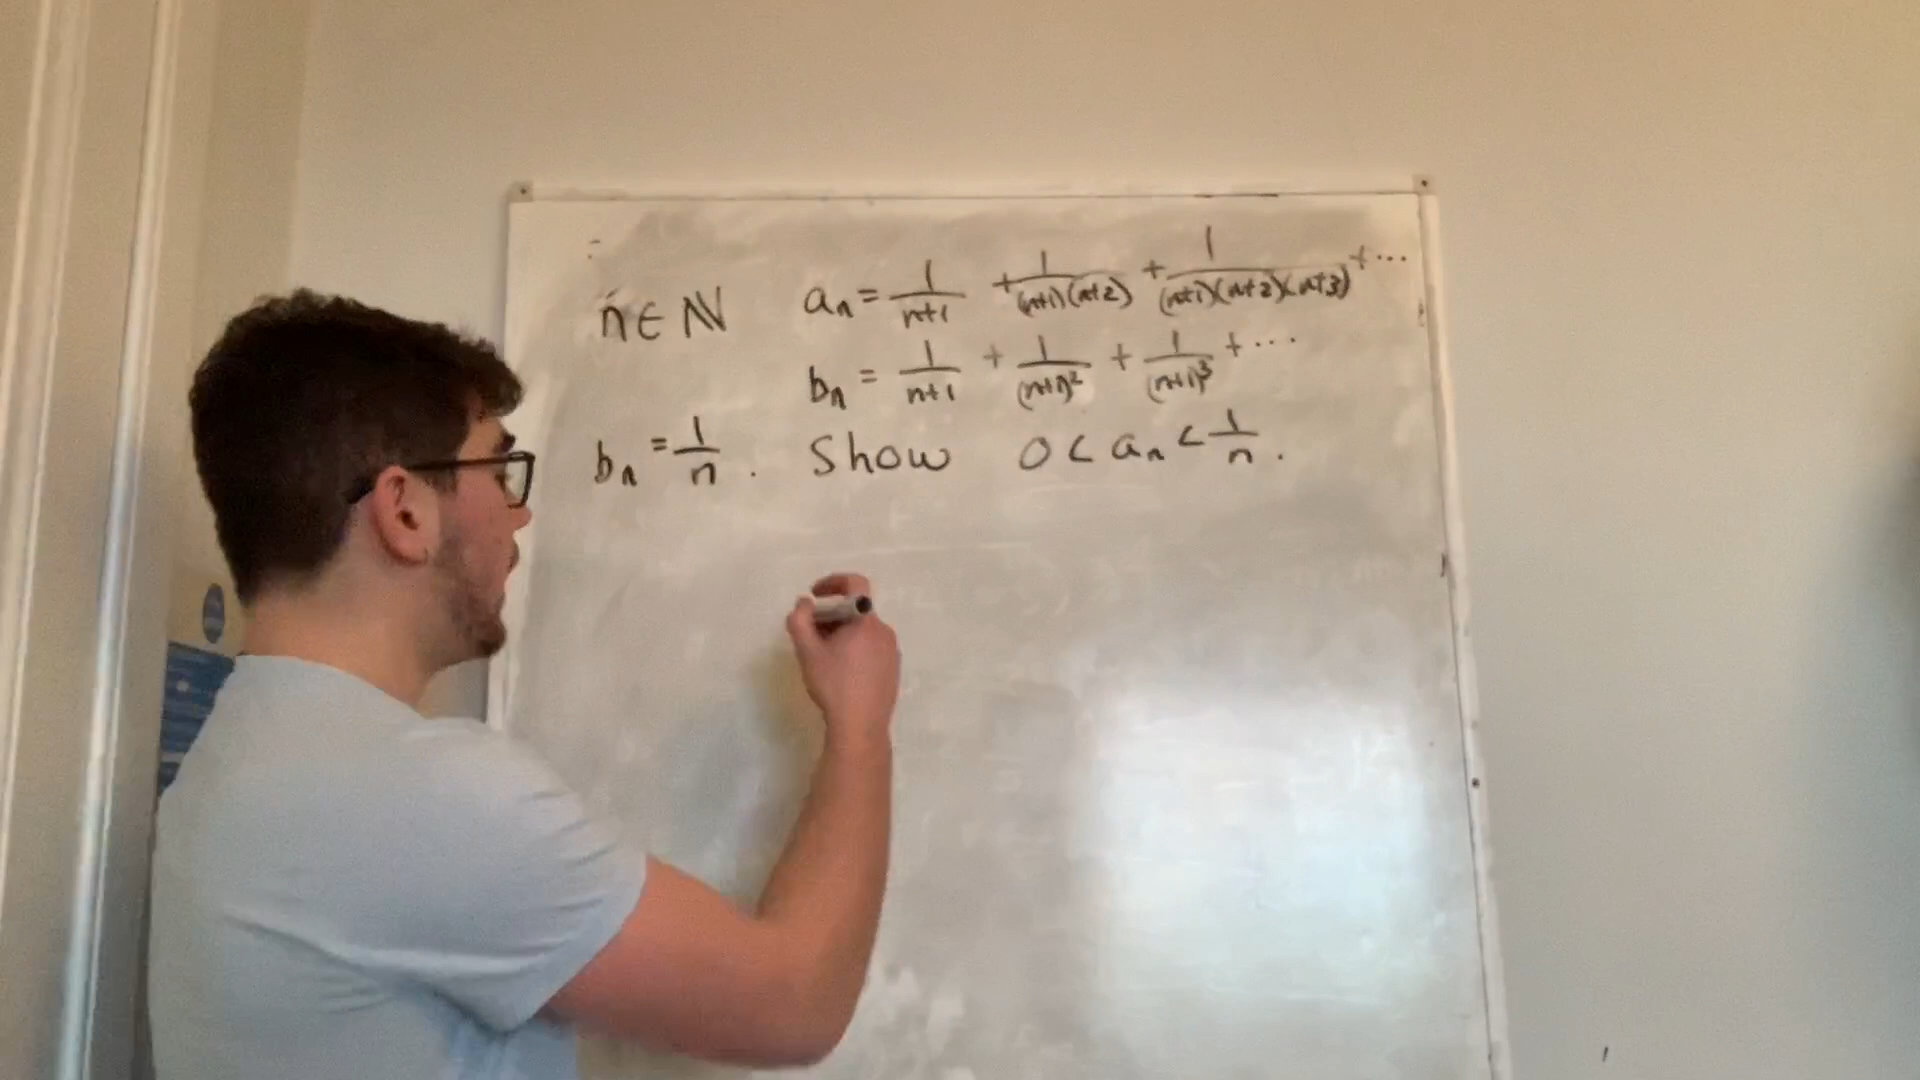 n ∈ ℕ aₙ = 1/(n+1) + 1/((n+1)(n+2)) + 1/((n+1)(n+2)(n+3)) + ...
bₙ = 1/(n+1) + 1/(n+1)² + 1/(n+1)³ + ...
bₙ = 1/n . Show 0 < aₙ < 1/n .